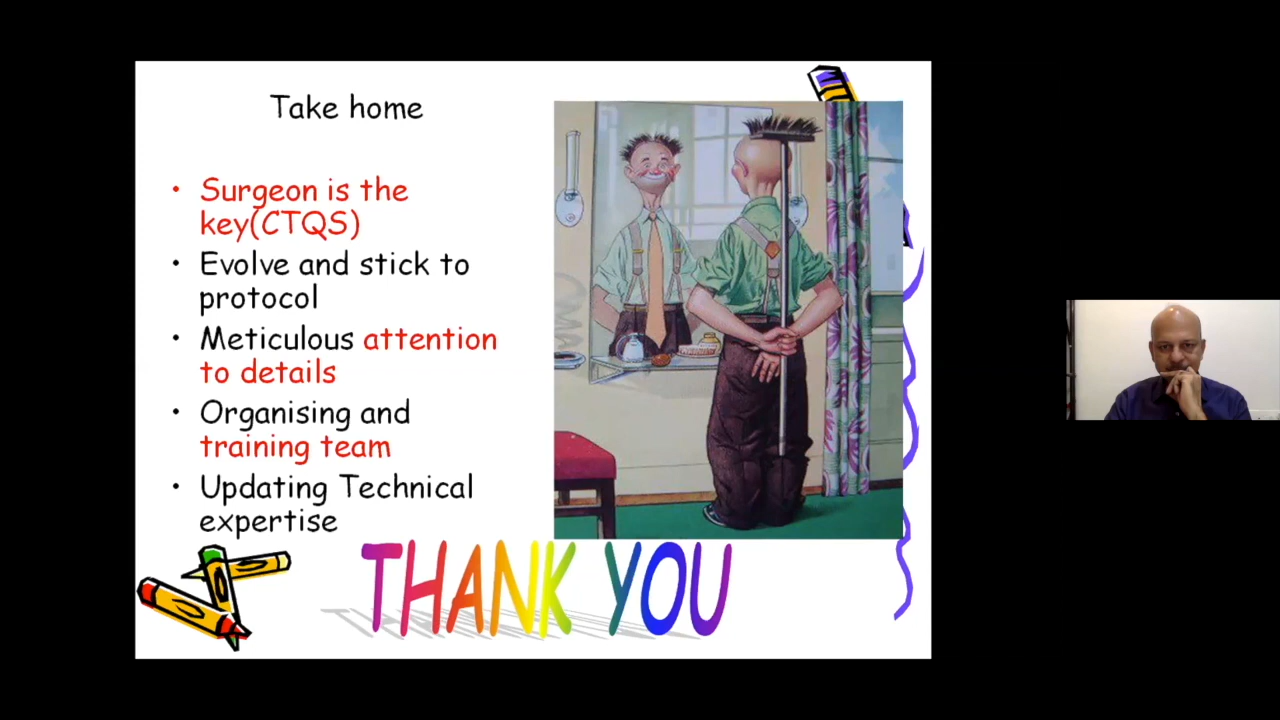 Take home
• Surgeon is the
key(CTQS)
• Evolve and stick to
protocol
• Meticulous attention
to details
• Organising and
training team
• Updating Technical
expertise
THANK YOU